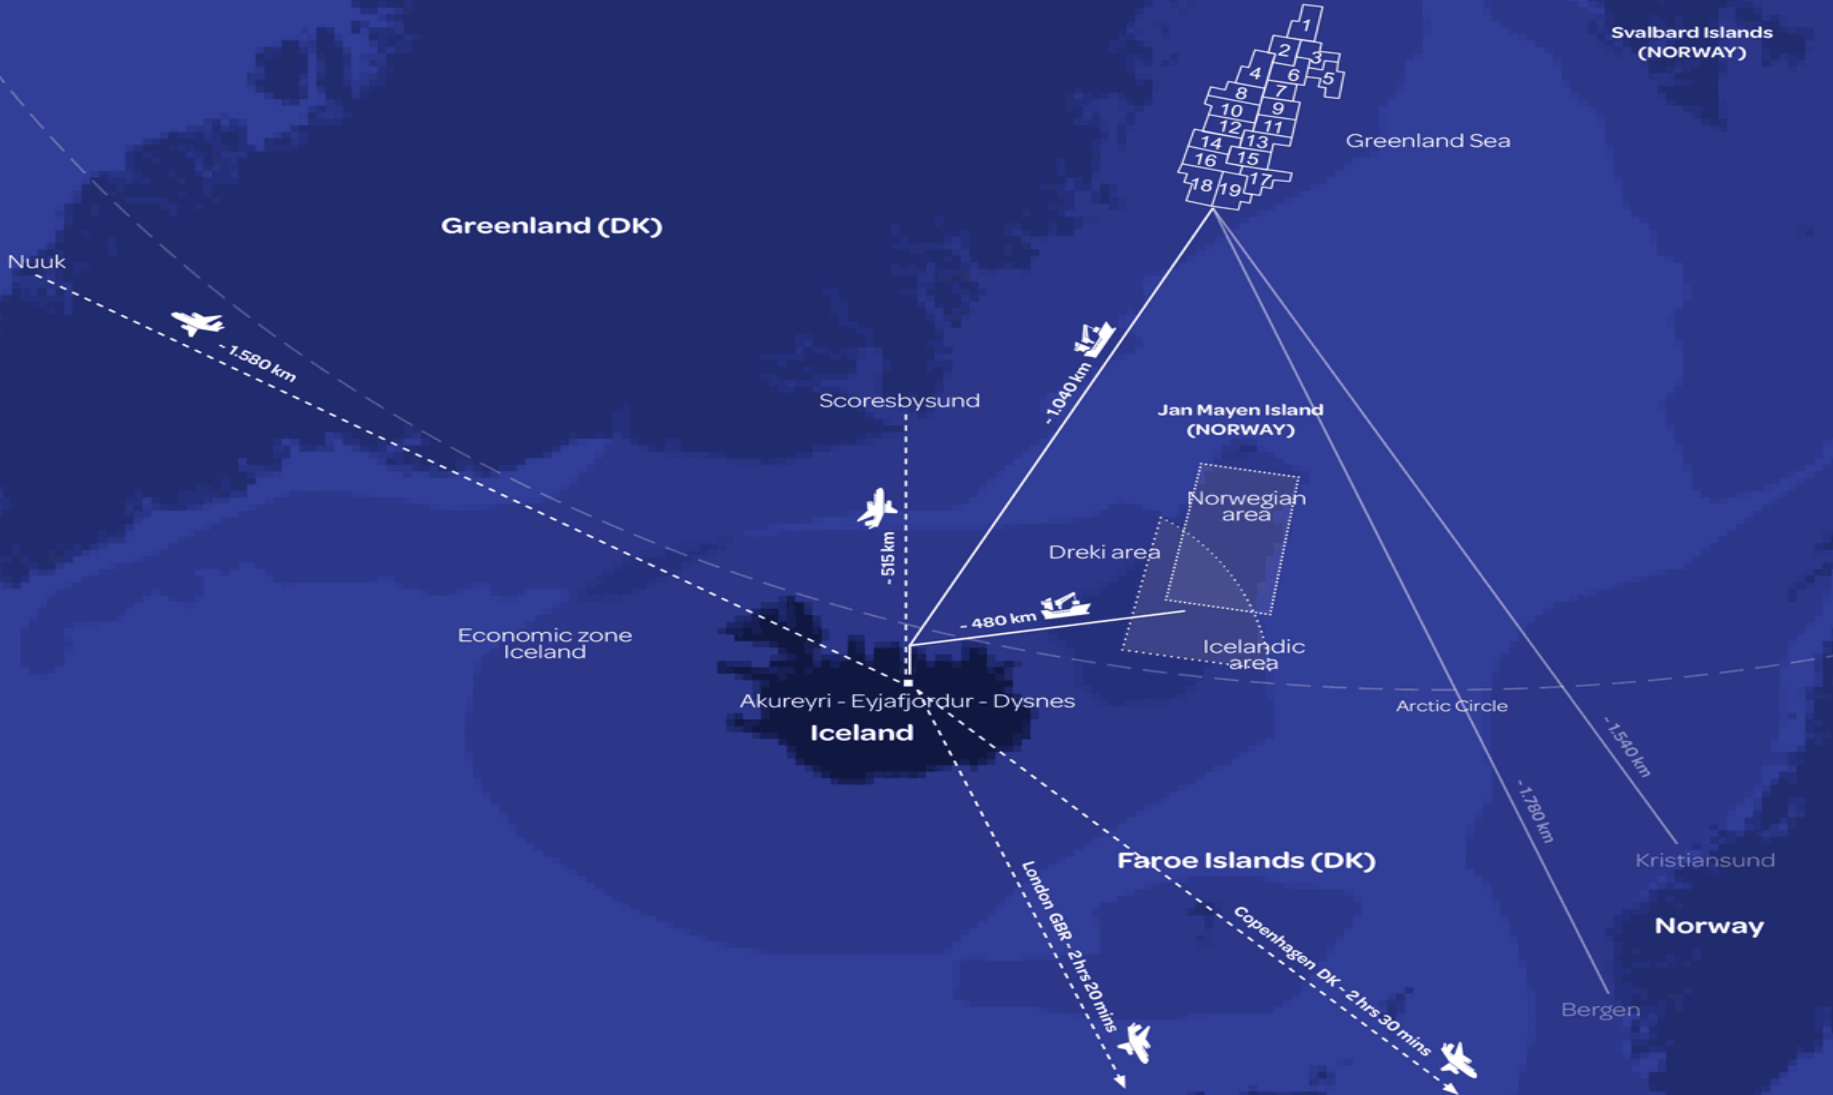 1
2
3
4
6
5
8
7
10
9
12
11
14
13
16
15
18
19
17
Svalbard Islands
(NORWAY)
Greenland Sea
Greenland (DK)
Nuuk
~ 1.580 km
Scoresbysund
~ 515 km
~ 1.040 km
Jan Mayen Island
(NORWAY)
Norwegian
area
Dreki area
~ 480 km
Icelandic
area
Economic zone
Iceland
Akureyri - Eyjafjordur - Dysnes
Iceland
Arctic Circle
~ 1.540 km
~ 1.780 km
Faroe Islands (DK)
Kristiansund
Norway
Bergen
London GBR - 2 hrs 20 mins
Copenhagen DK - 2 hrs 30 mins